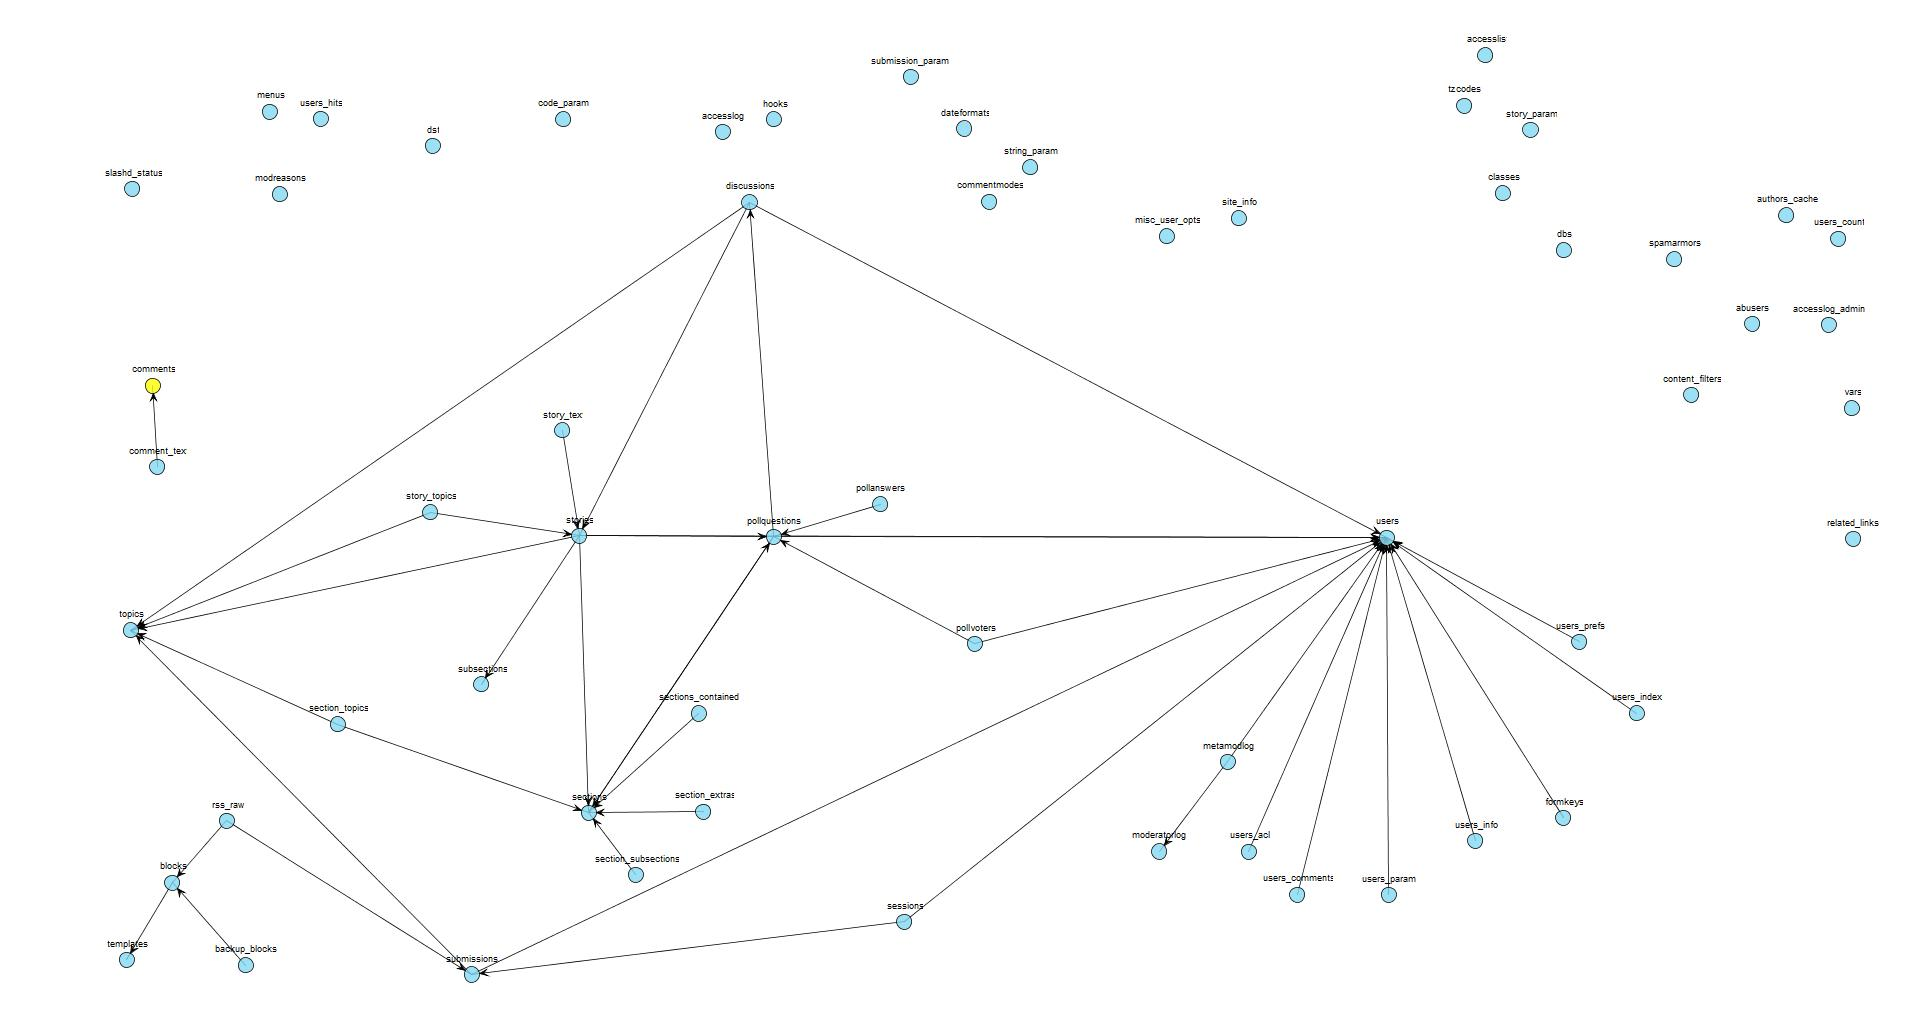 accesslis
submission_param
tzcodes
menus
users_hits
code_param
accesslog
hooks
dateformats
story_param
dst
string_param
slashd_status
modreasons
discussions
commentmodes
classes
authors_cache
misc_user_opts
site_info
users_count
dbs
spamarmors
abusers
accesslog_admin
comments
content_filters
vars
story_tex
comment_tex
story_topics
pollanswers
stories
pollquestions
users
related_links
topics
pollvoters
users_prefs
subsections
sections_contained
users_index
section_topics
metamodlog
rss_raw
sections
section_extras
formkeys
moderatorlog
users_acl
users_info
blocks
section_subsections
users_comments
users_param
sessions
templates
backup_blocks
submissions